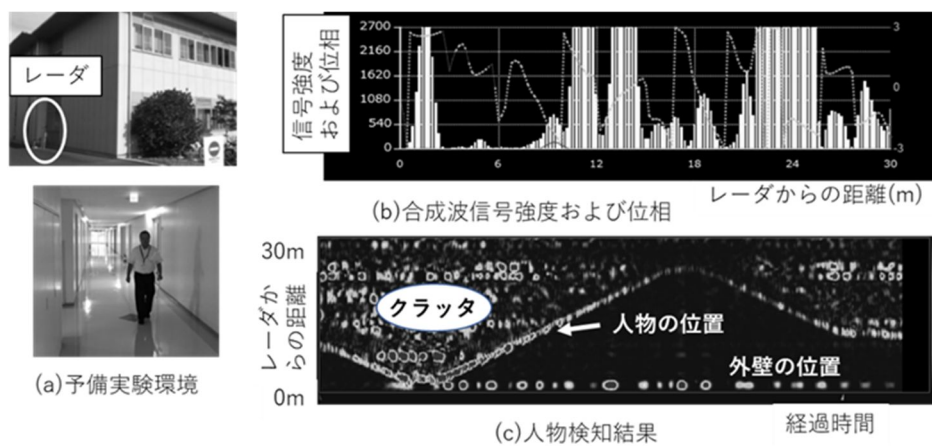 レーダ
(a)予備実験環境
信号強度
および位相
2700
2160
1620
1080
540
0
3
0
-3
0
6
12
18
24
30
レーダからの距離(m)
(b)合成波信号強度および位相
30m
レーダか
らの距離
0m
クラッタ
人物の位置
外壁の位置
経過時間
(c)人物検知結果